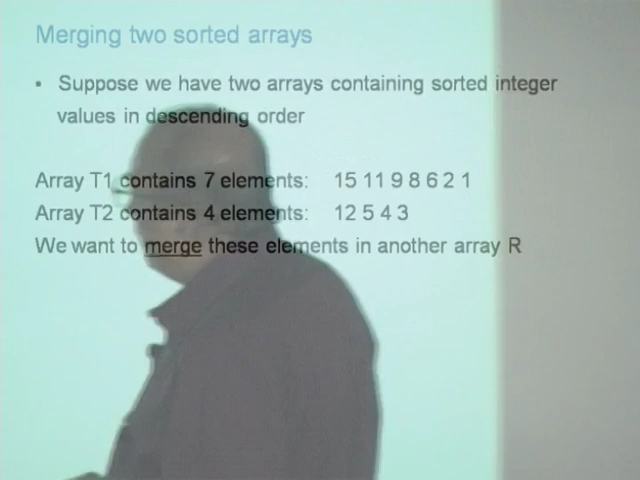 Merging two sorted arrays
• Suppose we have two arrays containing sorted integer
values in descending order
Array T1 contains 7 elements: 15 11 9 8 6 2 1
Array T2 contains 4 elements: 12 5 4 3
We want to merge these elements in another array R